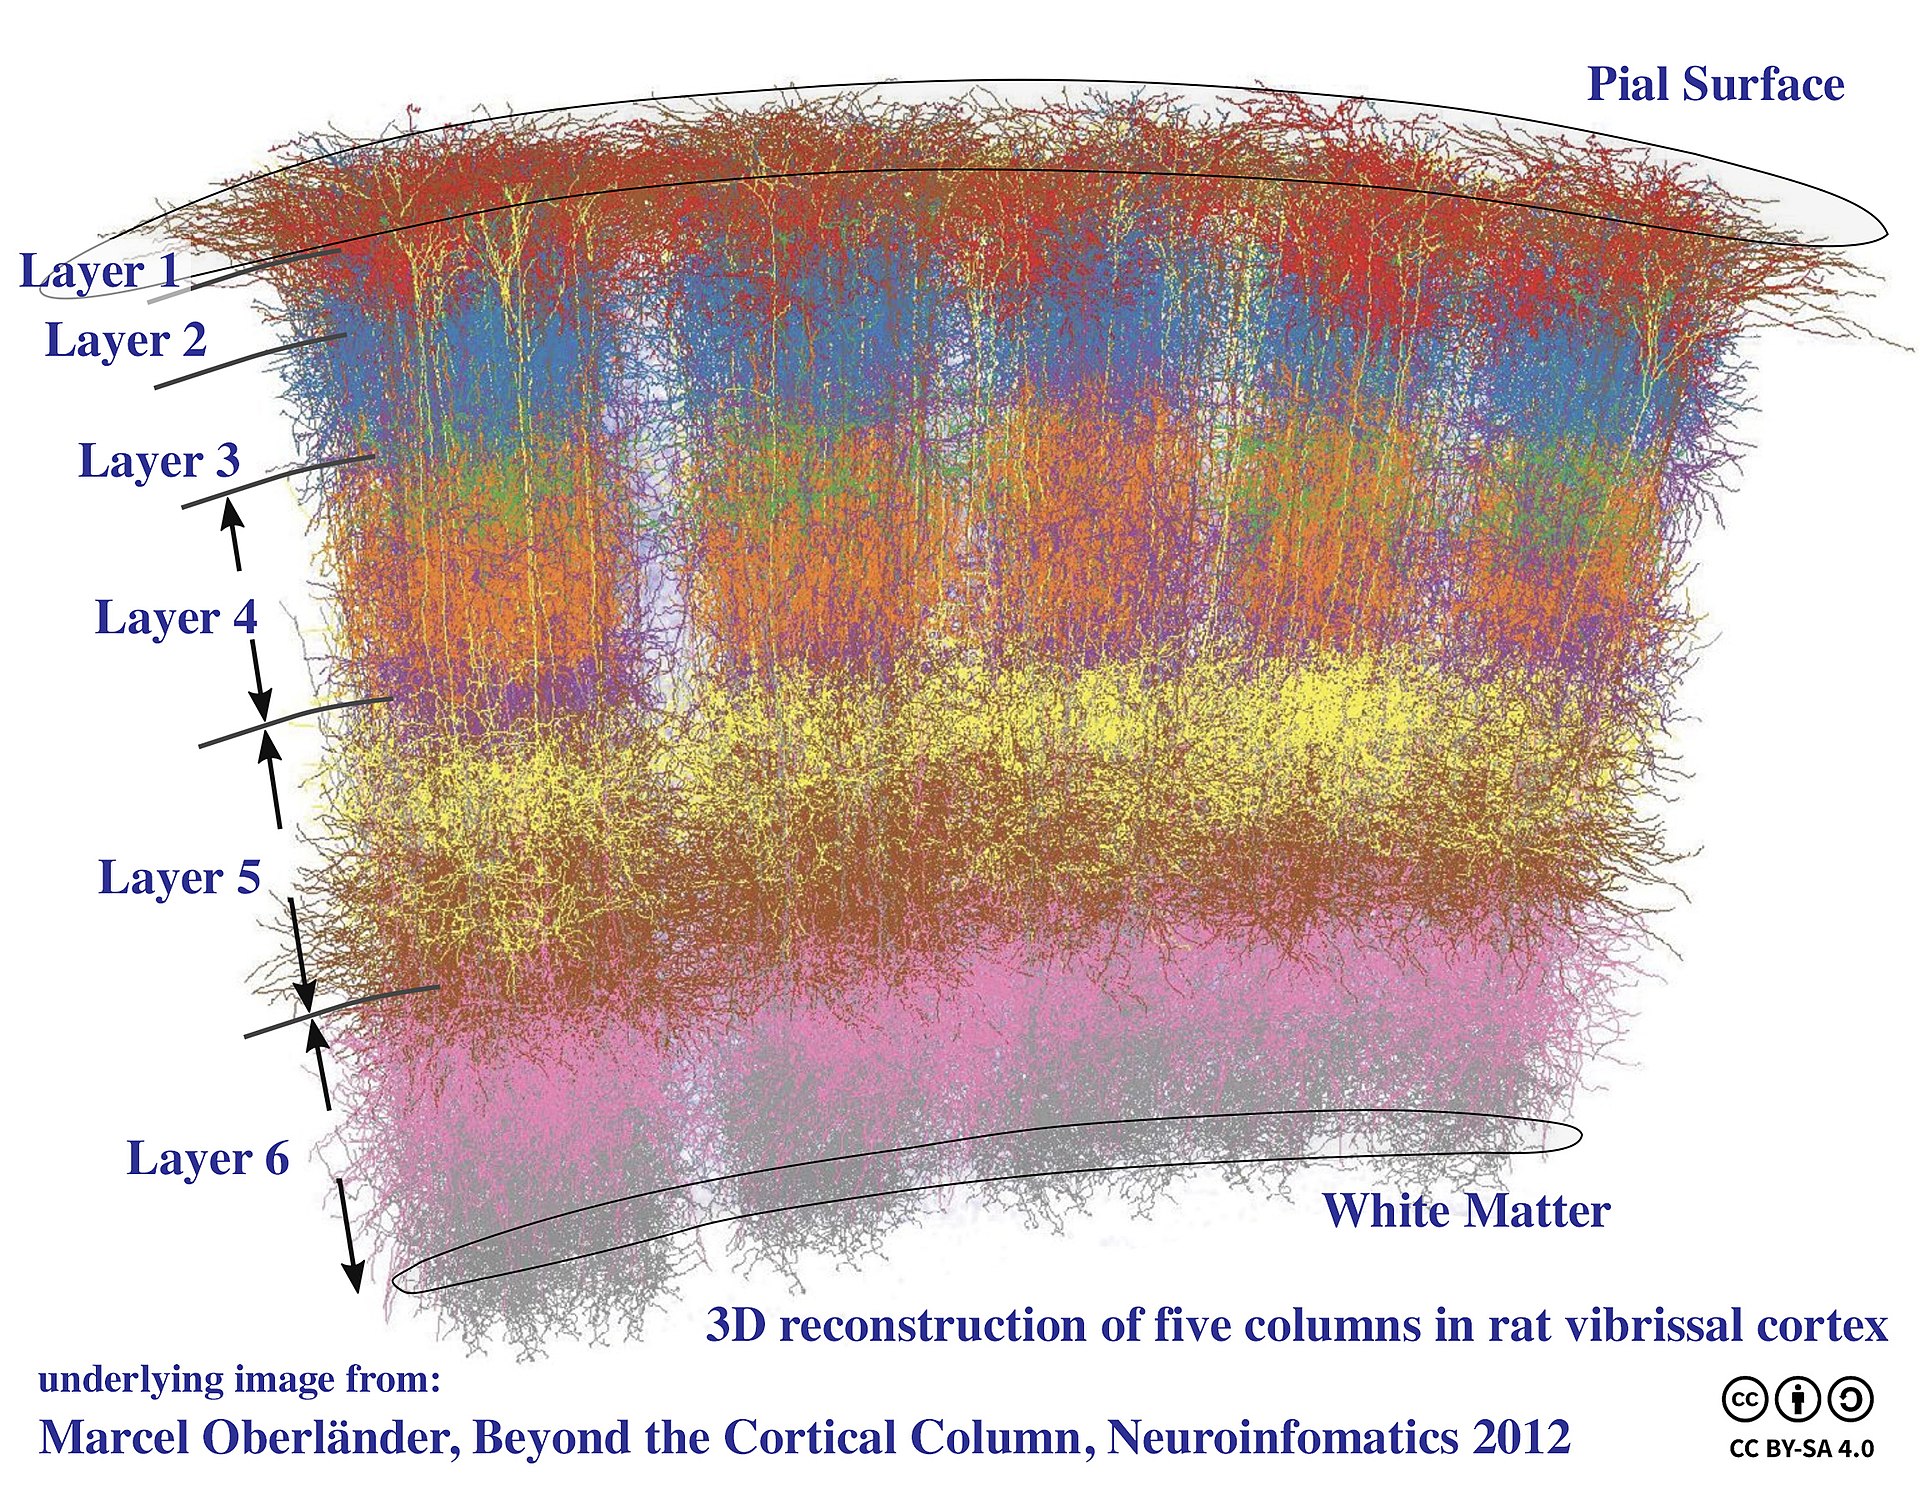 Pial Surface
Layer 1
Layer 2
Layer 3
Layer 4
Layer 5
Layer 6
White Matter
3D reconstruction of five columns in rat vibrissal cortex
underlying image from:
Marcel Oberländer, Beyond the Cortical Column, Neuroinfomatics 2012
cc
CC BY-SA 4.0